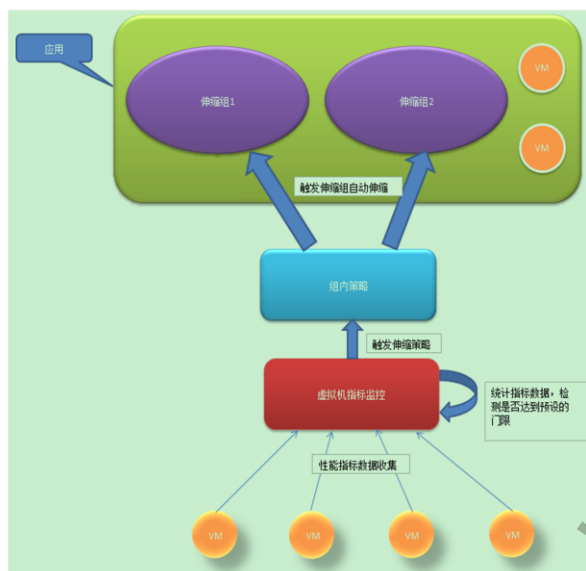 应用
伸缩组1
伸缩组2
VM
VM
触发伸缩组自动伸缩
组内策略
触发伸缩策略
虚拟机指标监控
统计指标数据，检
测是否达到预设的
门限
性能指标数据收集
VM
VM
VM
VM